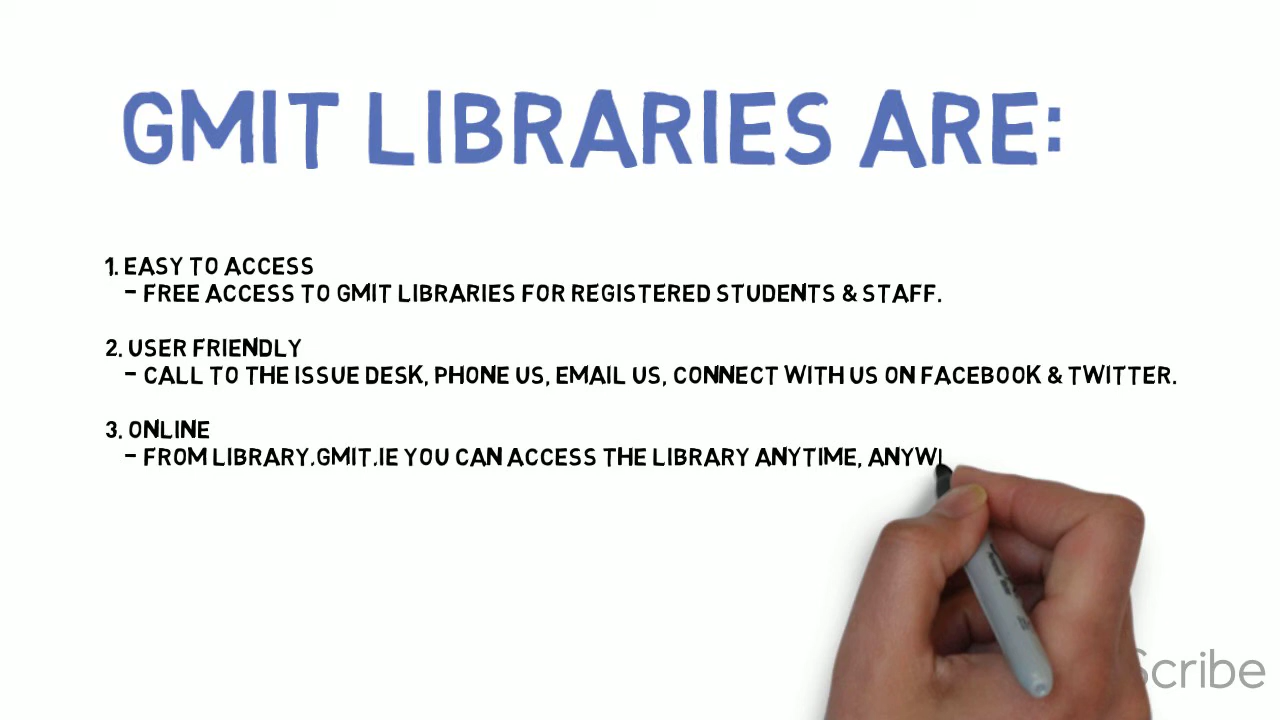 GMIT LIBRARIES ARE:
1. EASY TO ACCESS
- FREE ACCESS TO GMIT LIBRARIES FOR REGISTERED STUDENTS & STAFF.
2. USER FRIENDLY
- CALL TO THE ISSUE DESK, PHONE US, EMAIL US, CONNECT WITH US ON FACEBOOK & TWITTER.
3. ONLINE
- FROM LIBRARY.GMIT.IE YOU CAN ACCESS THE LIBRARY ANYTIME,
Scribe